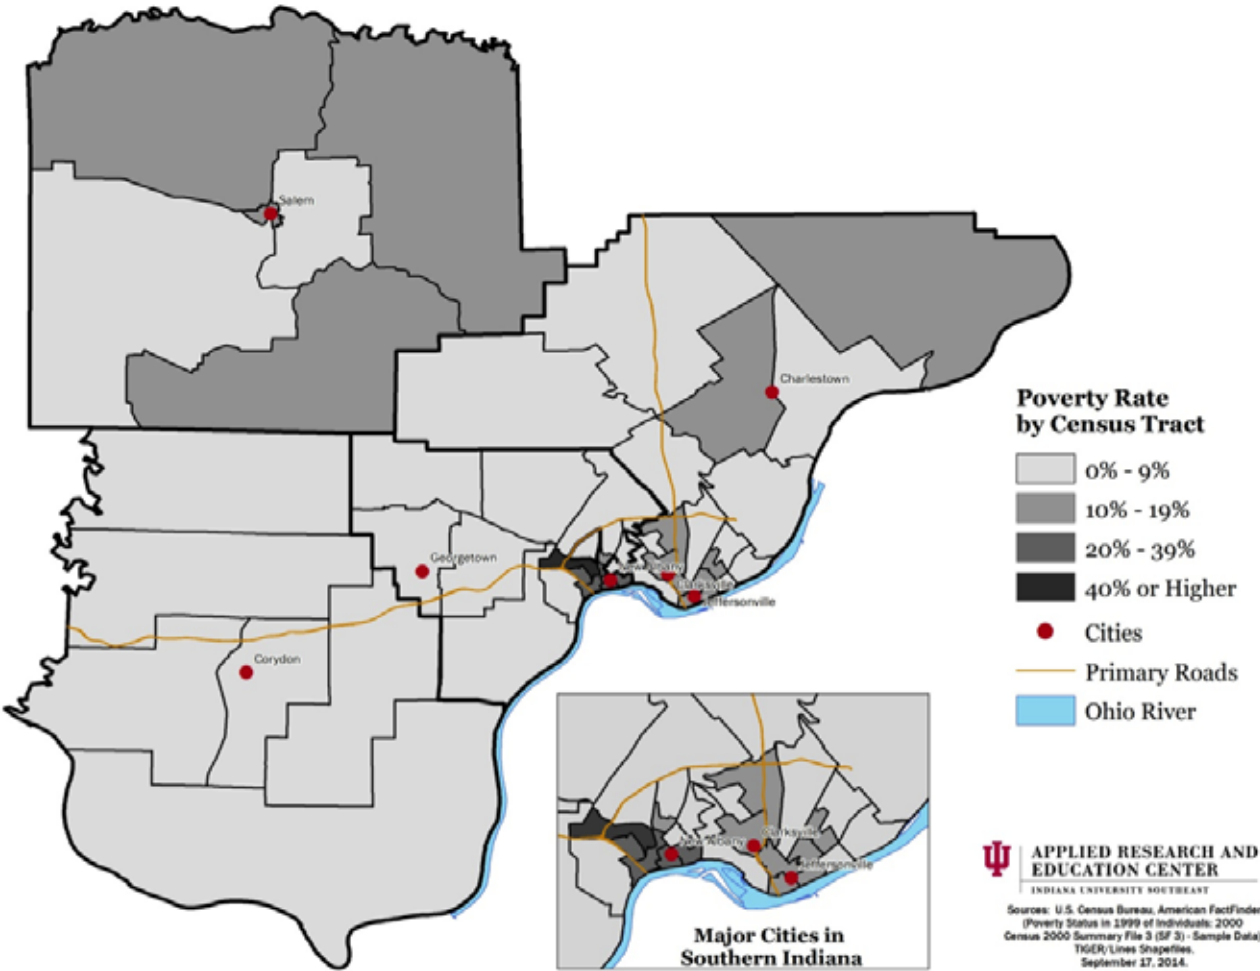 Salem
Charlestown
Georgetown
New Albany
Clarksville
Jeffersonville
Corydon
Poverty Rate
by Census Tract
0% - 9%
10% - 19%
20% - 39%
40% or Higher
Cities
Primary Roads
Ohio River
New Albany
Clarksville
Jeffersonville
Major Cities in
Southern Indiana
APPLIED RESEARCH AND
EDUCATION CENTER
INDIANA UNIVERSITY SOUTHEAST
Sources: U.S. Census Bureau, American FactFinder
(Poverty Status in 1999 of Individuals: 2000
Census 2000 Summary File 3 (SF 3) - Sample Data)
TIGER/Lines Shapefiles.
September 17, 2014.